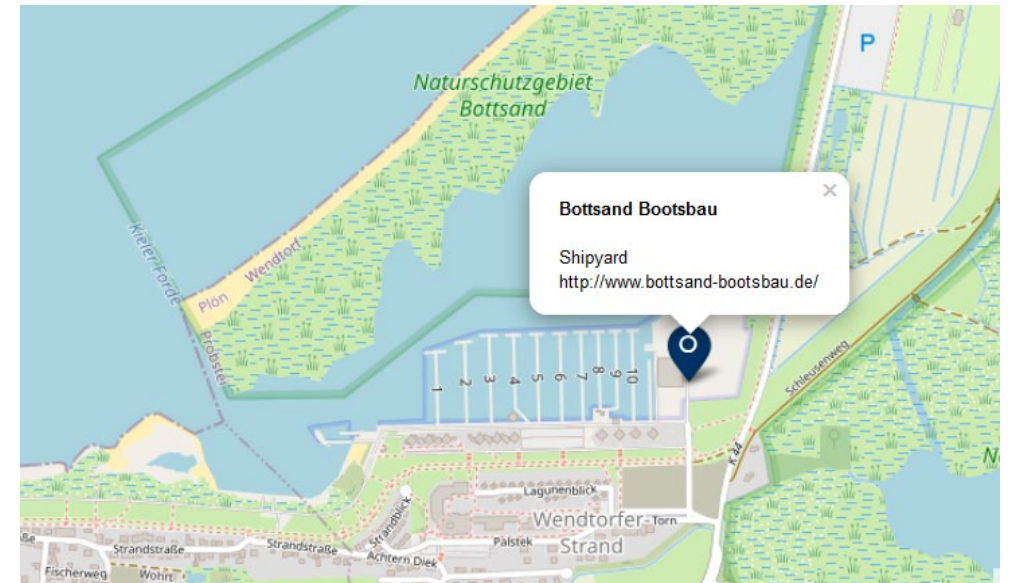 P
Naturschutzgebiet
Bottsand
×
Bottsand Bootsbau
Shipyard
http://www.bottsand-bootsbau.de/
Kieler Förde
Wendtorf
Plön
Probstei
1
2
3
4
5
6
7
8
9
10
Schleusenweg
K 44
N
Lagunenblick
Wendtorfer
Strand
Torn
Strandblick
Palstek
Achtern Diek
Strandstraße
Strandstraße
ße
Fischerweg
Wohrt